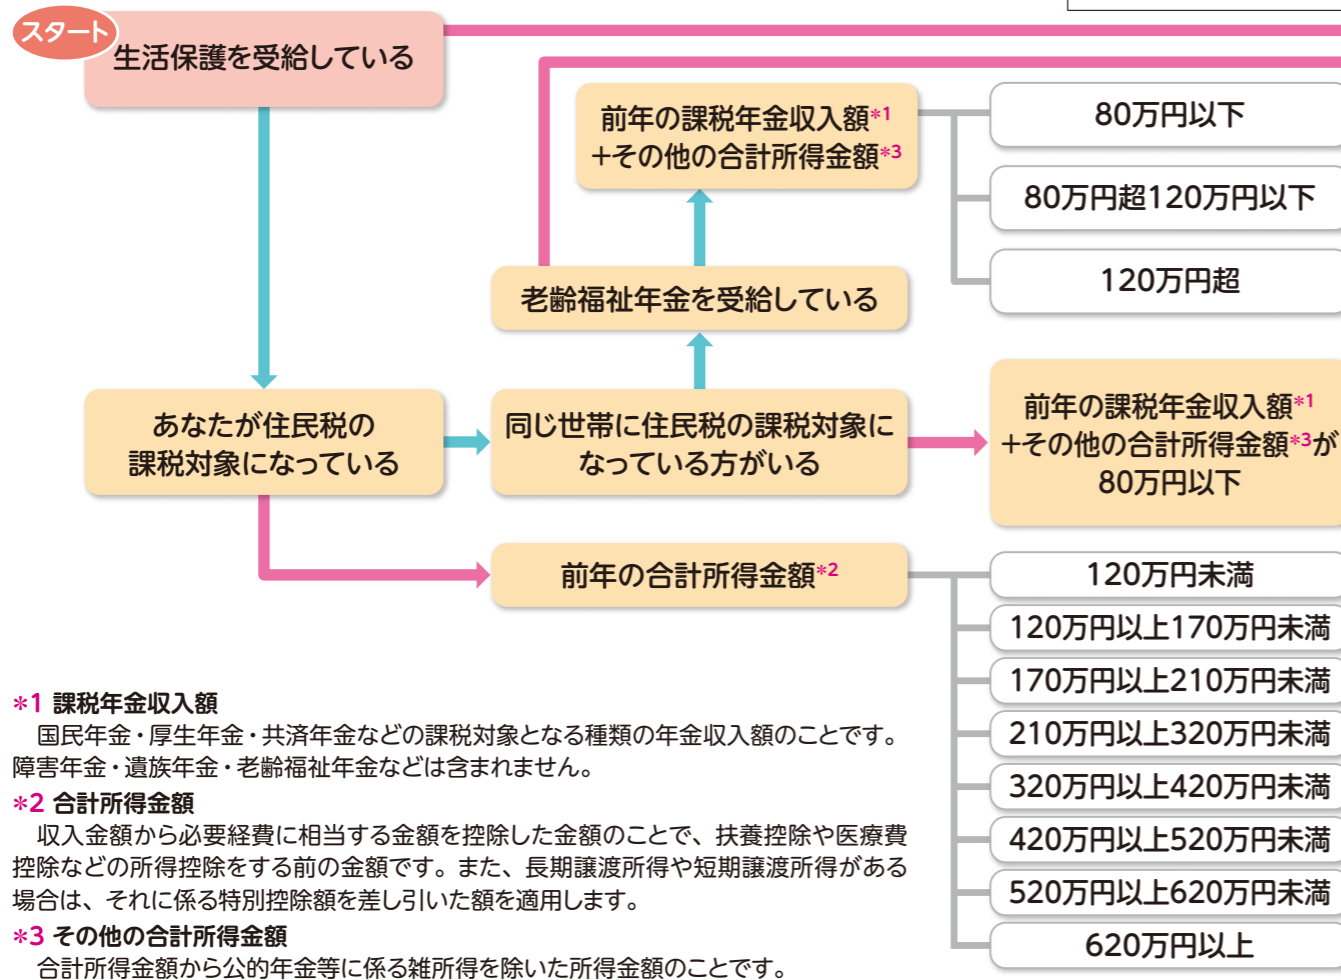 スタート
生活保護を受給している
前年の課税年金収入額*1
+その他の合計所得金額*3
80万円以下
80万円超120万円以下
120万円超
老齢福祉年金を受給している
あなたが住民税の
課税対象になっている
同じ世帯に住民税の課税対象に
なっている方がいる
前年の課税年金収入額*1
+その他の合計所得金額*3が
80万円以下
前年の合計所得金額*2
120万円未満
120万円以上170万円未満
170万円以上210万円未満
210万円以上320万円未満
320万円以上420万円未満
420万円以上520万円未満
520万円以上620万円未満
620万円以上
*1 課税年金収入額
国民年金・厚生年金・共済年金などの課税対象となる種類の年金収入額のことです。
障害年金・遺族年金・老齢福祉年金などは含まれません。
*2 合計所得金額
収入金額から必要経費に相当する金額を控除した金額のことで、扶養控除や医療費
控除などの所得控除をする前の金額です。また、長期譲渡所得や短期譲渡所得がある
場合は、それに係る特別控除額を差し引いた額を適用します。
*3 その他の合計所得金額
合計所得金額から公的年金等に係る雑所得を除いた所得金額のことです。